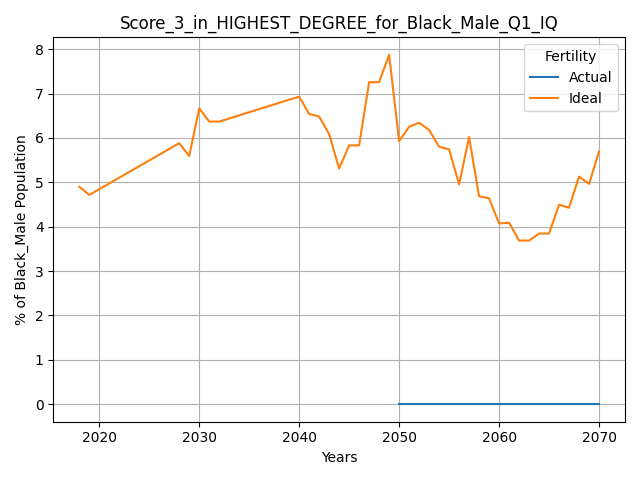 Score_3_in_HIGHEST_DEGREE_for_Black_Male_Q1_IQ
Fertility
Actual
Ideal
% of Black_Male Population
8
7
6
5
4
3
2
1
0
2020 2030 2040 2050 2060 2070
Years